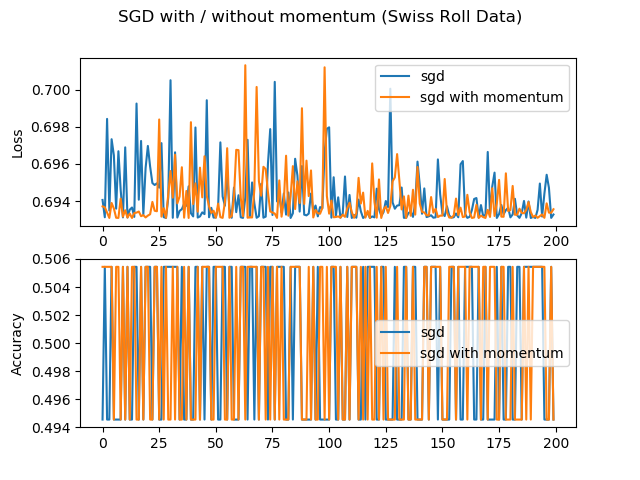 SGD with / without momentum (Swiss Roll Data)
Loss
0.700
0.698
0.696
0.694
sgd
sgd with momentum
0 25 50 75 100 125 150 175 200
Accuracy
0.506
0.504
0.502
0.500
0.498
0.496
0.494
sgd
sgd with momentum
0 25 50 75 100 125 150 175 200